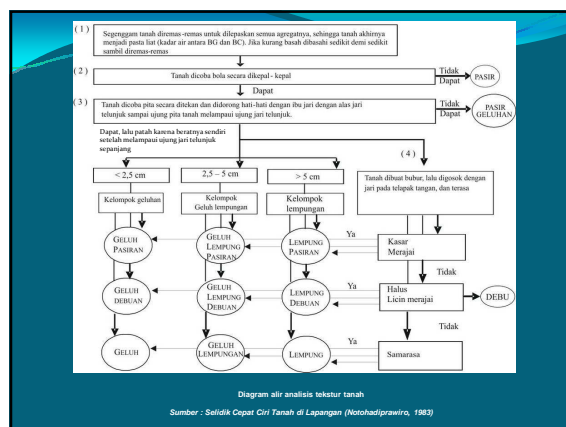 ( 1 )
Segenggam tanah diremas -remas untuk dilepaskan semua agregatnya, sehingga tanah akhirnya
menjadi pasta liat (kadar air antara BG dan BC). Jika kurang basah dibasahi sedikit demi sedikit
sambil diremas-remas
( 2 )
Tanah dicoba bola secara dikepal - kepal
Tidak
Dapat
PASIR
Dapat
( 3 )
Tanah dicoba pita secara ditekan dan didorong hati-hati dengan ibu jari dengan alas jari
telunjuk sampai ujung pita tanah melampaui ujung jari telunjuk.
Tidak
Dapat
PASIR
GELUHAN
Dapat, lalu patah karena beratnya sendiri
setelah melampaui ujung jari telunjuk
sepanjang
( 4 )
< 2,5 cm
2,5 – 5 cm
> 5 cm
Tanah dibuat bubur, lalu digosok dengan
jari pada telapak tangan, dan terasa
Kelompok geluhan
Kelompok
Geluh lempungan
Kelompok
lempungan
GELUH
PASIRAN
GELUH
LEMPUNG
PASIRAN
LEMPUNG
PASIRAN
Ya
Kasar
Merajai
Tidak
GELUH
DEBUAN
GELUH
LEMPUNG
DEBUAN
LEMPUNG
DEBUAN
Ya
Halus
Licin merajai
DEBU
Tidak
GELUH
GELUH
LEMPUNGAN
LEMPUNG
Ya
Samarasa
Diagram alir analisis tekstur tanah
Sumber : Selidik Cepat Ciri Tanah di Lapangan (Notohadiprawiro, 1983)